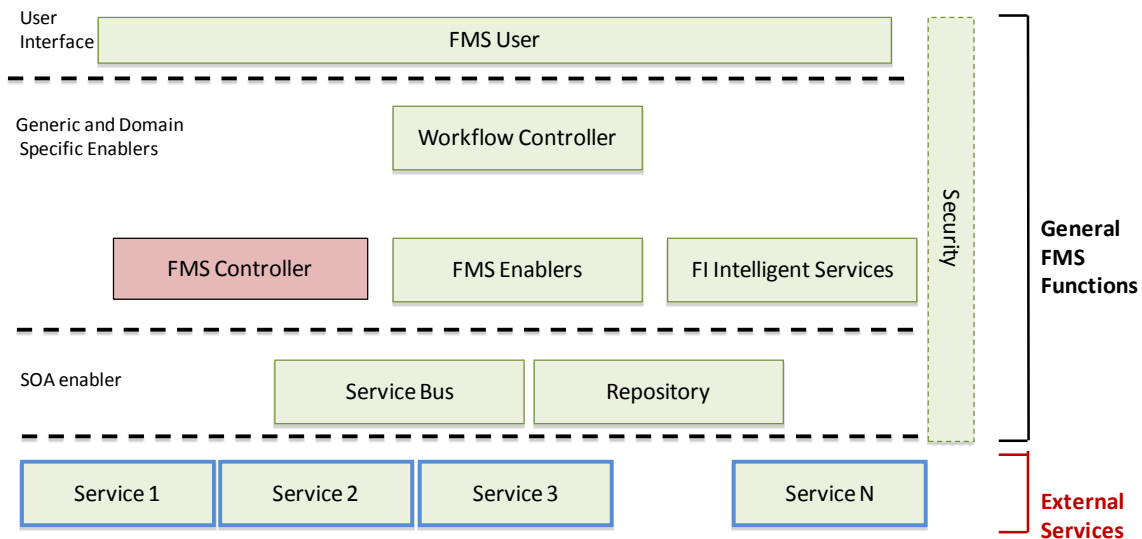 User
Interface
FMS User
Generic and Domain
Specific Enablers
Workflow Controller
Security
FMS Controller
FMS Enablers
FI Intelligent Services
General
FMS
Functions
SOA enabler
Service Bus
Repository
Service 1
Service 2
Service 3
Service N
External
Services